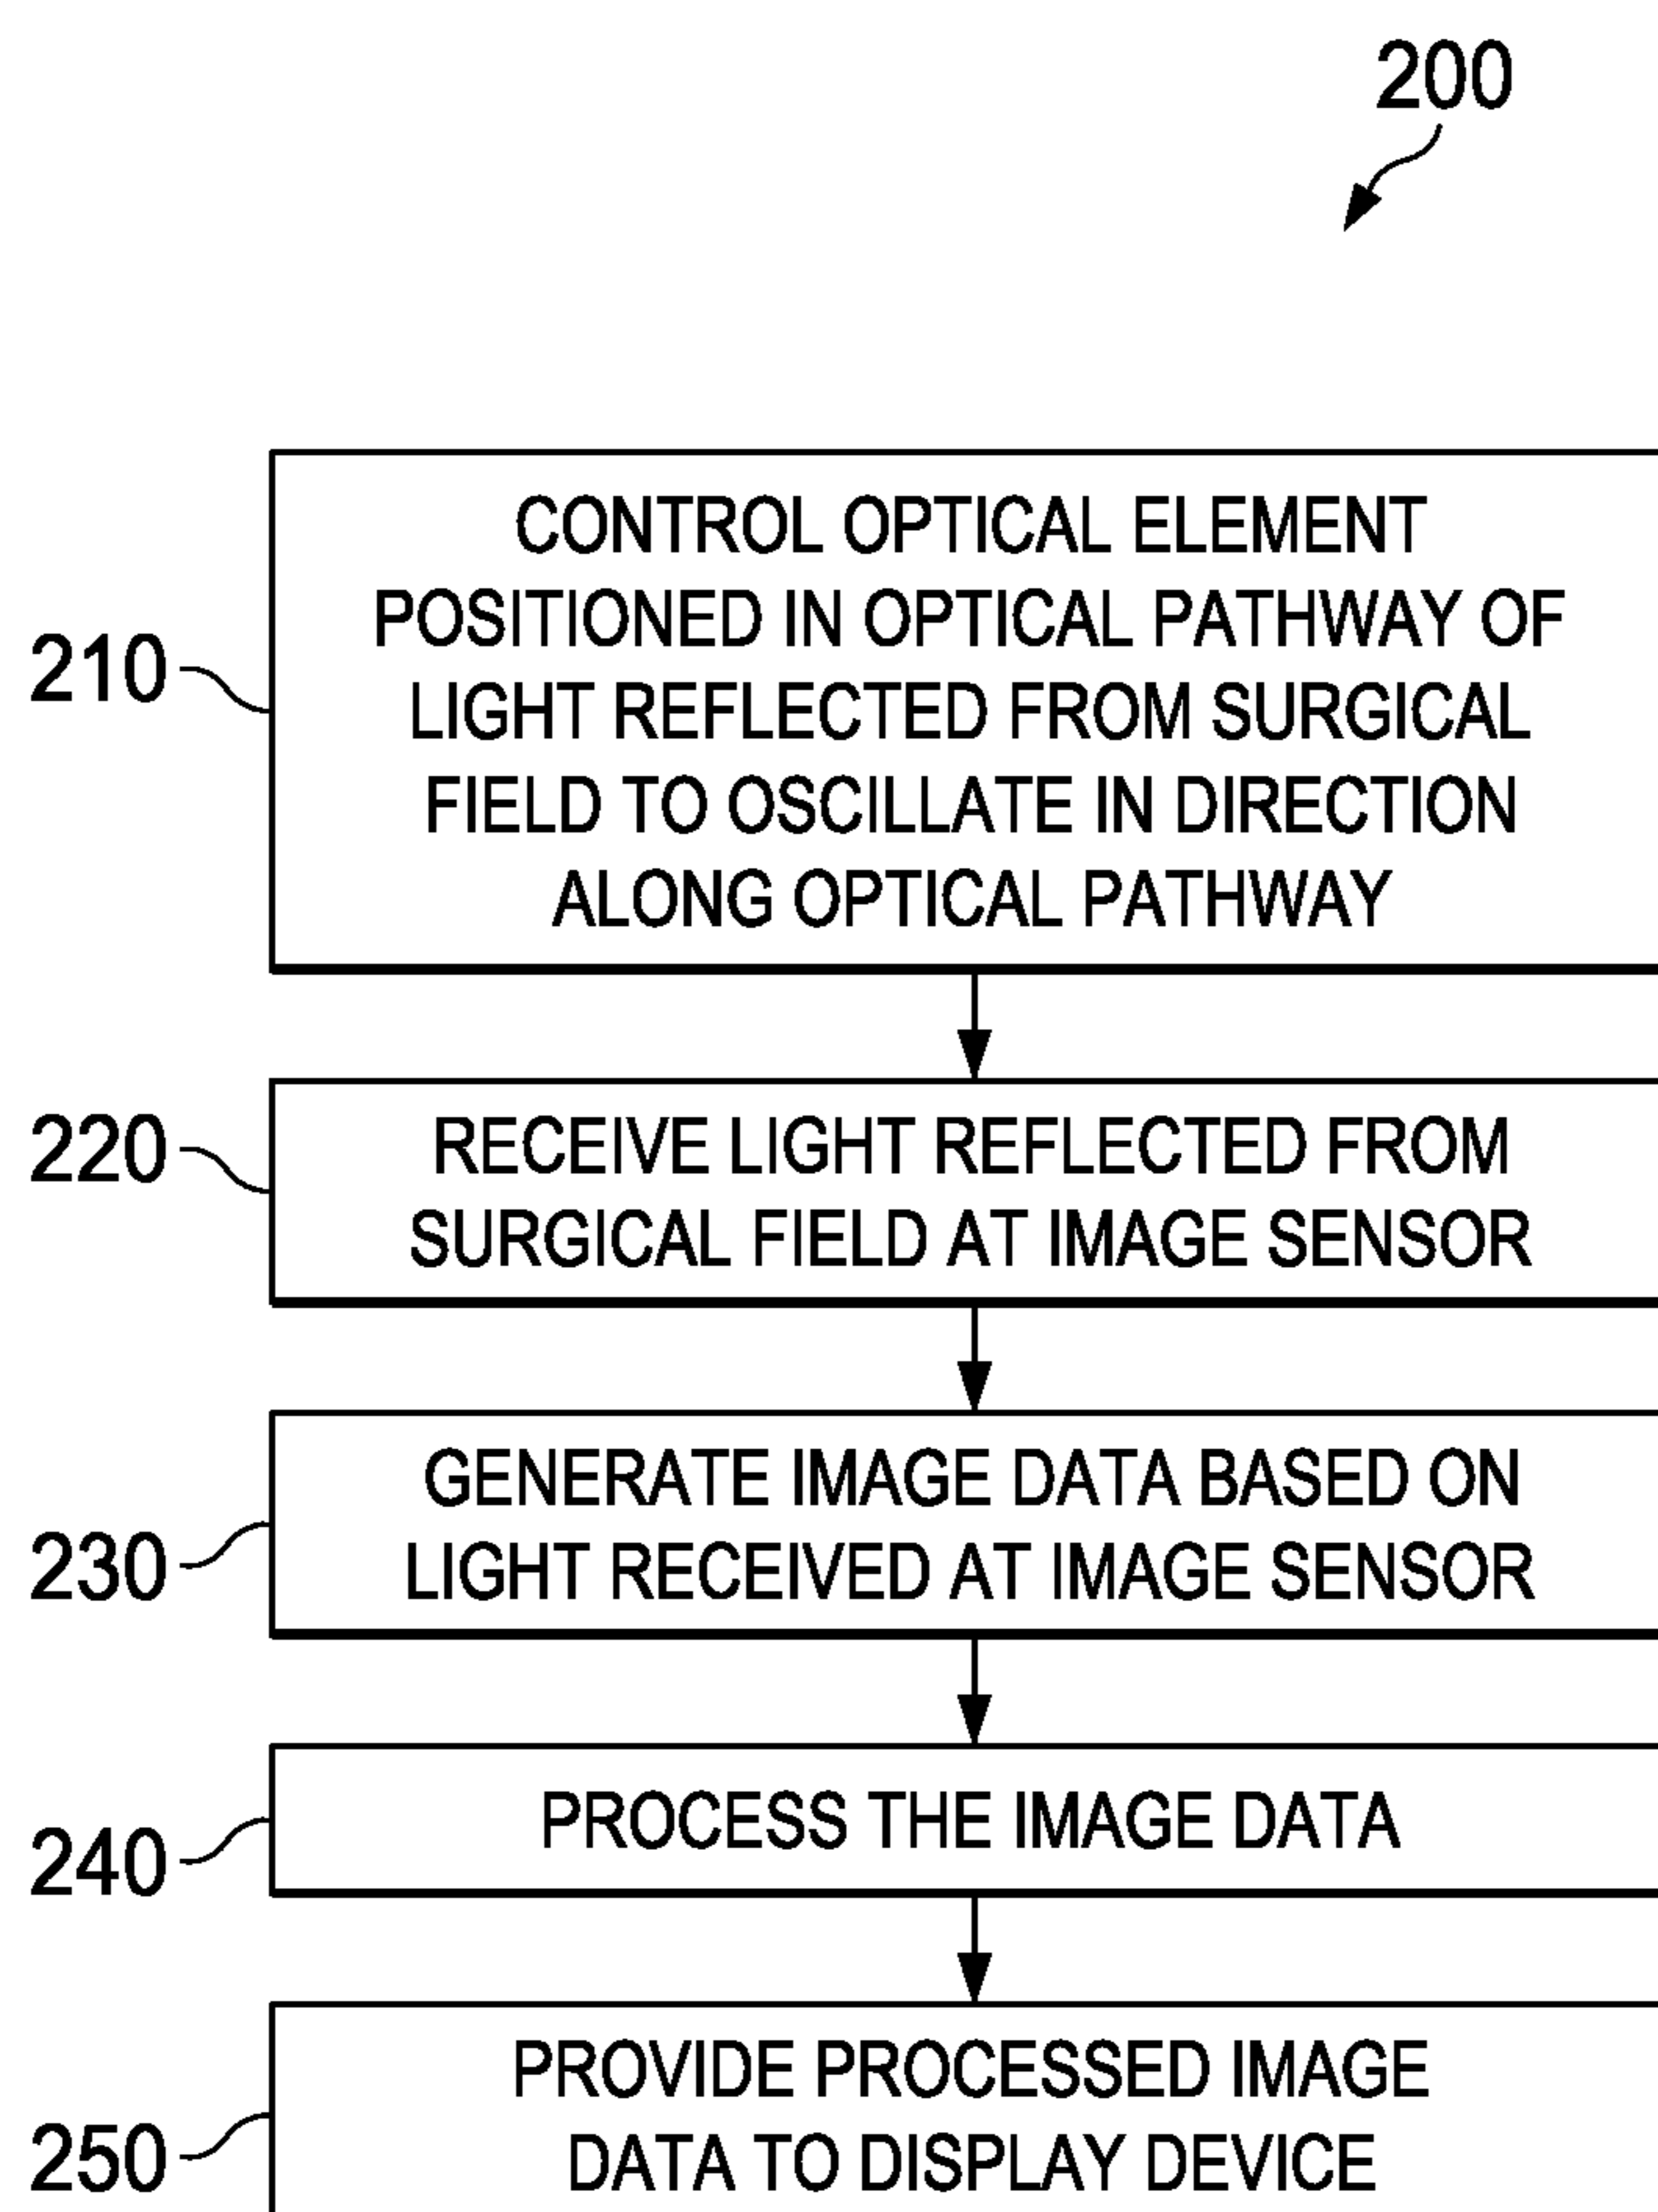 200
210
CONTROL OPTICAL ELEMENT
POSITIONED IN OPTICAL PATHWAY OF
LIGHT REFLECTED FROM SURGICAL
FIELD TO OSCILLATE IN DIRECTION
ALONG OPTICAL PATHWAY
220
RECEIVE LIGHT REFLECTED FROM
SURGICAL FIELD AT IMAGE SENSOR
230
GENERATE IMAGE DATA BASED ON
LIGHT RECEIVED AT IMAGE SENSOR
240
PROCESS THE IMAGE DATA
250
PROVIDE PROCESSED IMAGE
DATA TO DISPLAY DEVICE